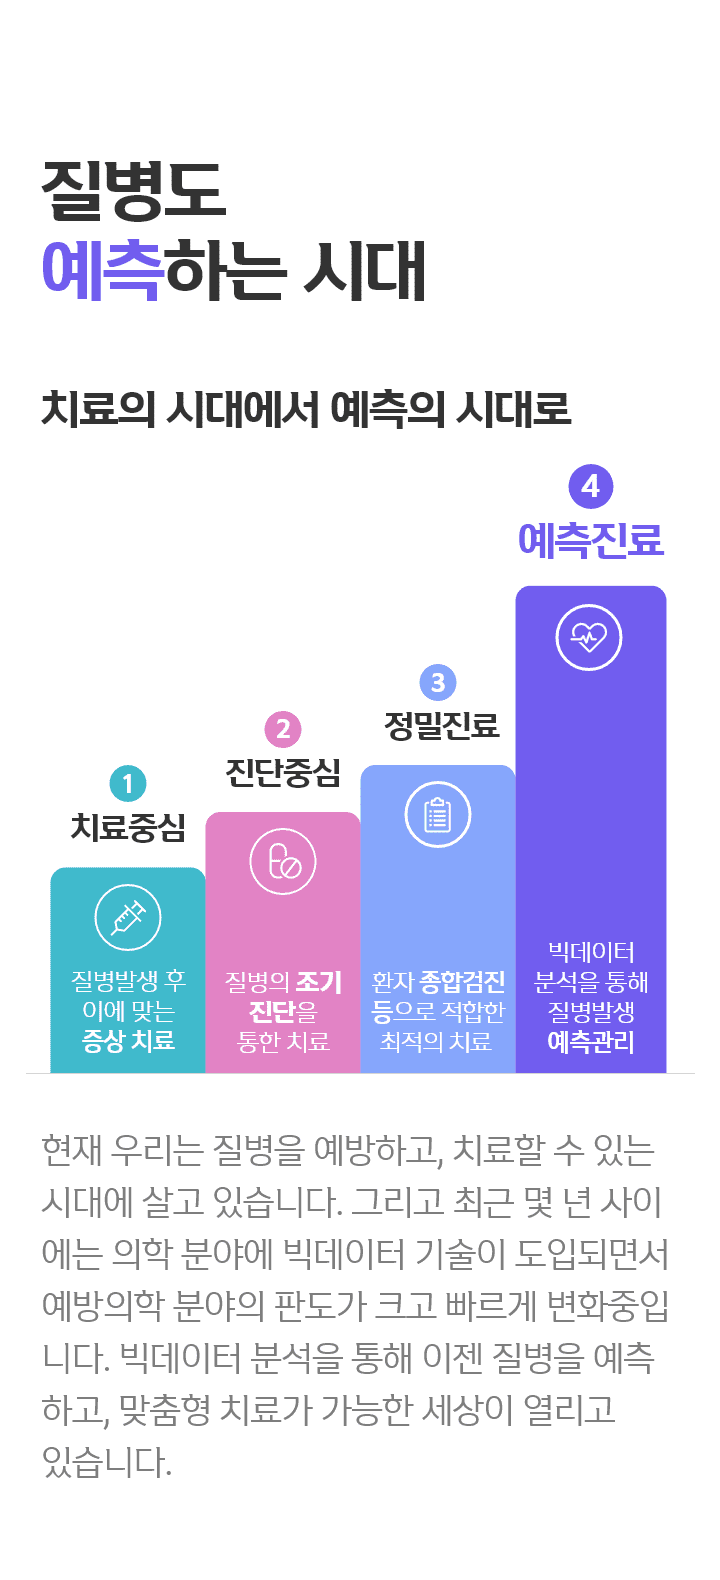 질병도
예측하는 시대
치료의 시대에서 예측의 시대로
1
치료중심
질병발생 후
이에 맞는
증상 치료
2
진단중심
질병의 조기
진단을
통한 치료
3
정밀진료
환자 종합검진
등으로 적합한
최적의 치료
4
예측진료
빅데이터
분석을 통해
질병발생
예측관리
현재 우리는 질병을 예방하고, 치료할 수 있는
시대에 살고 있습니다. 그리고 최근 몇 년 사이
에는 의학 분야에 빅데이터 기술이 도입되면서
예방의학 분야의 판도가 크고 빠르게 변화중입
니다. 빅데이터 분석을 통해 이젠 질병을 예측
하고, 맞춤형 치료가 가능한 세상이 열리고
있습니다.